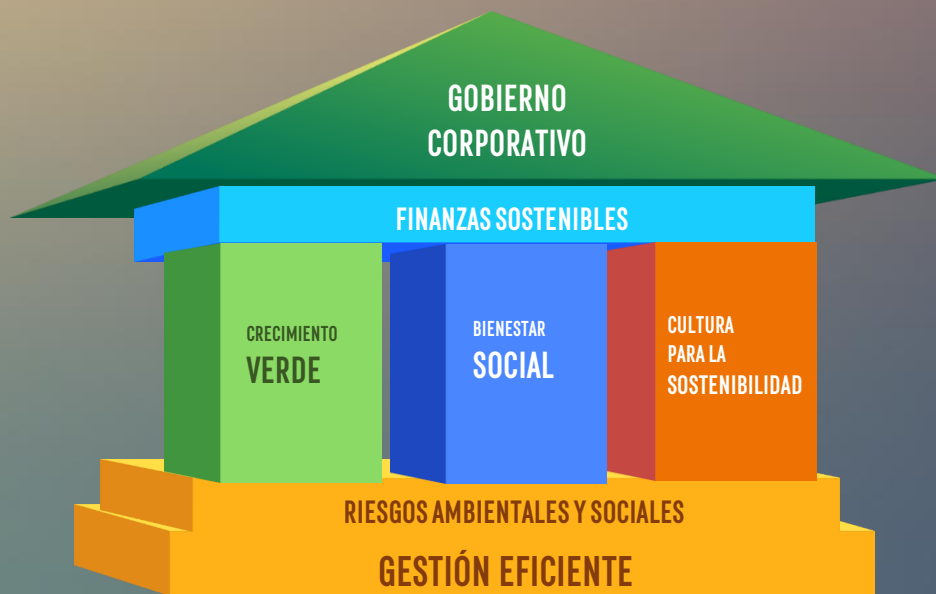 GOBIERNO
CORPORATIVO
FINANZAS SOSTENIBLES
CRECIMIENTO
VERDE
BIENESTAR
SOCIAL
CULTURA
PARA LA
SOSTENIBILIDAD
RIESGOS AMBIENTALES Y SOCIALES
GESTIÓN EFICIENTE